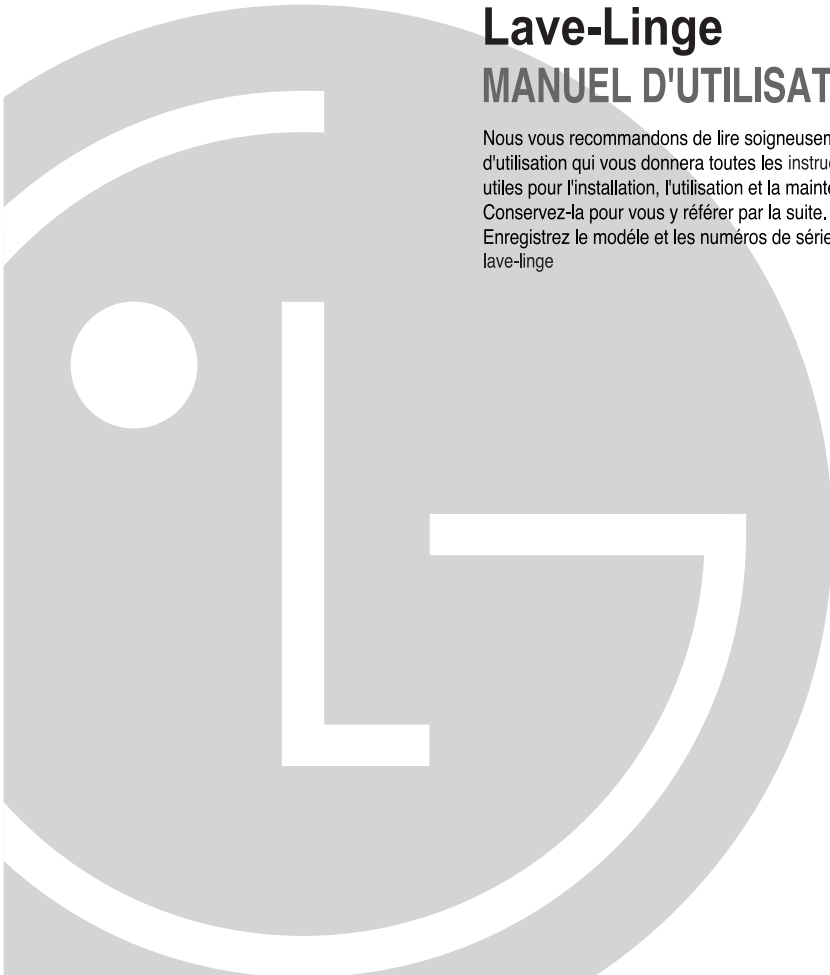 Lave-Linge
MANUEL D'UTILISAT
Nous vous recommandons de lire soigneusem
d'utilisation qui vous donnera toutes les instruc
utiles pour l'installation, l'utilisation et la mainte
Conservez-la pour vous y référer par la suite.
Enregistrez le modéle et les numéros de série
lave-linge
LG